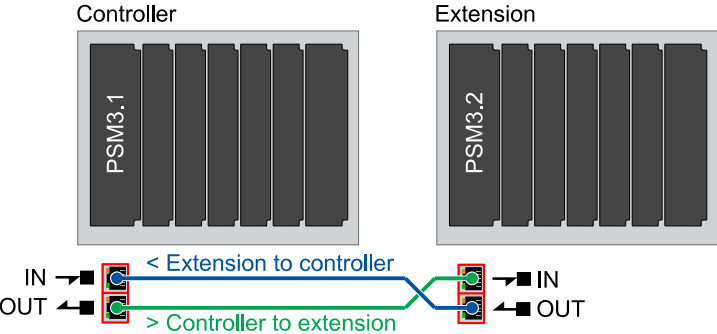 Controller
Extension
PSM3.1
PSM3.2
IN
< Extension to controller
IN
OUT
> Controller to extension
OUT